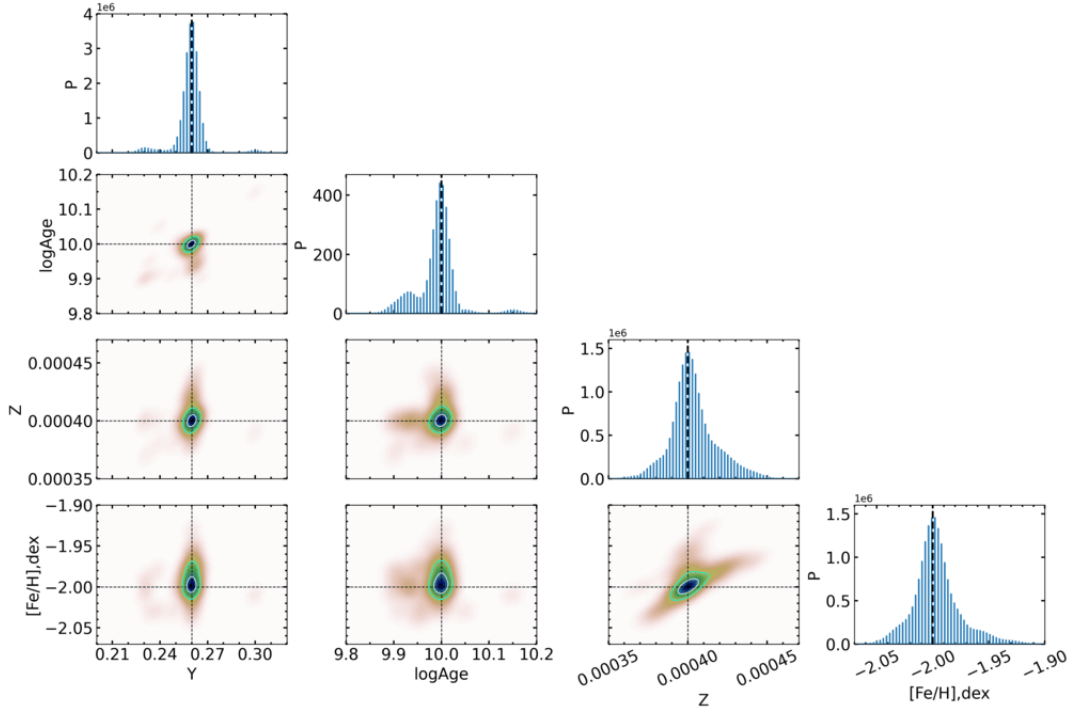 1e6
4
3
2
1
0
P
10.2
10.1
10.0
9.9
9.8
logAge
400
200
0
P
0.00045
0.00040
0.00035
Z
1e6
1.5
1.0
0.5
0.0
P
−1.90
−1.95
−2.00
−2.05
[Fe/H],dex
0.21 0.24 0.27 0.30
Y
9.8 9.9 10.0 10.1 10.2
logAge
0.00035 0.00040 0.00045
Z
1e6
1.5
1.0
0.5
0.0
P
−2.05 −2.00 −1.95 −1.90
[Fe/H],dex